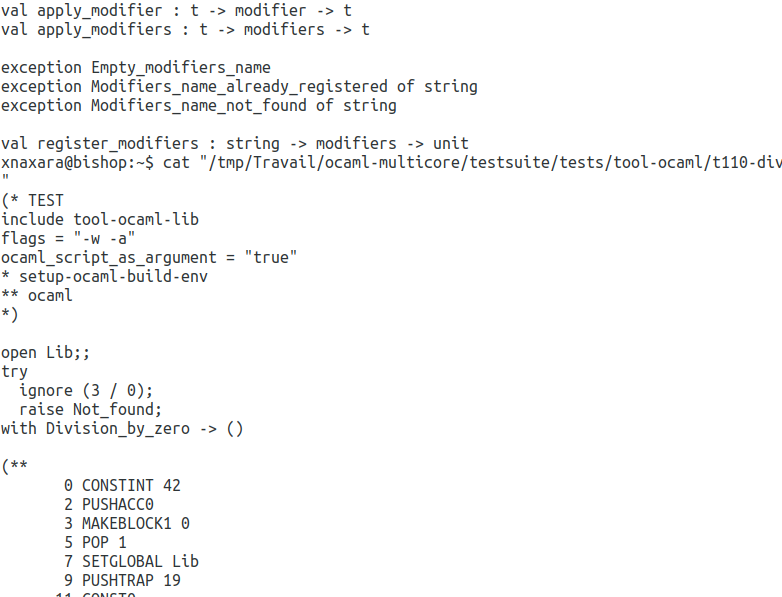 val apply_modifier : t -> modifier -> t
val apply_modifiers : t -> modifiers -> t
exception Empty_modifiers_name
exception Modifiers_name_already_registered of string
exception Modifiers_name_not_found of string
val register_modifiers : string -> modifiers -> unit
xnaxara@bishop:~$ cat "/tmp/Travail/ocaml-multicore/testsuite/tests/tool-ocaml/t110-div
"
(* TEST
include tool-ocaml-lib
flags = "-w -a"
ocaml_script_as_argument = "true"
* setup-ocaml-build-env
** ocaml
*)
open Lib;;
try
  ignore (3 / 0);
  raise Not_found;
with Division_by_zero -> ()
(**
       0 CONSTINT 42
       2 PUSHACC0
       3 MAKEBLOCK1 0
       5 POP 1
       7 SETGLOBAL Lib
       9 PUSHTRAP 19
      11 CONST0